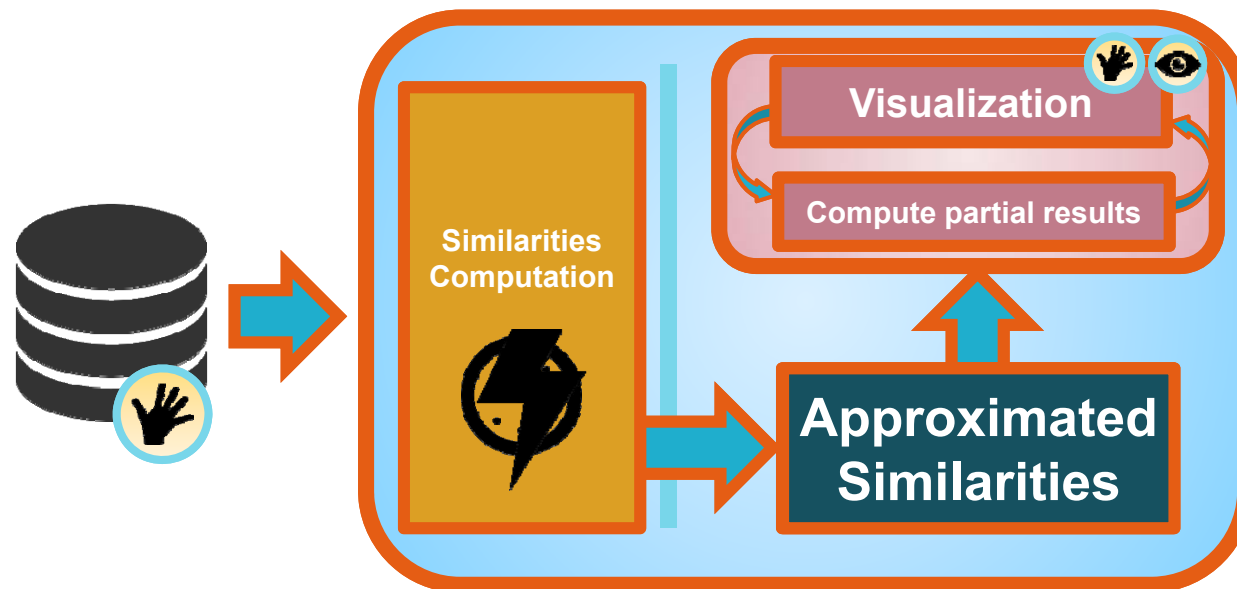 Visualization
Compute partial results
Similarities
Computation
Approximated
Similarities